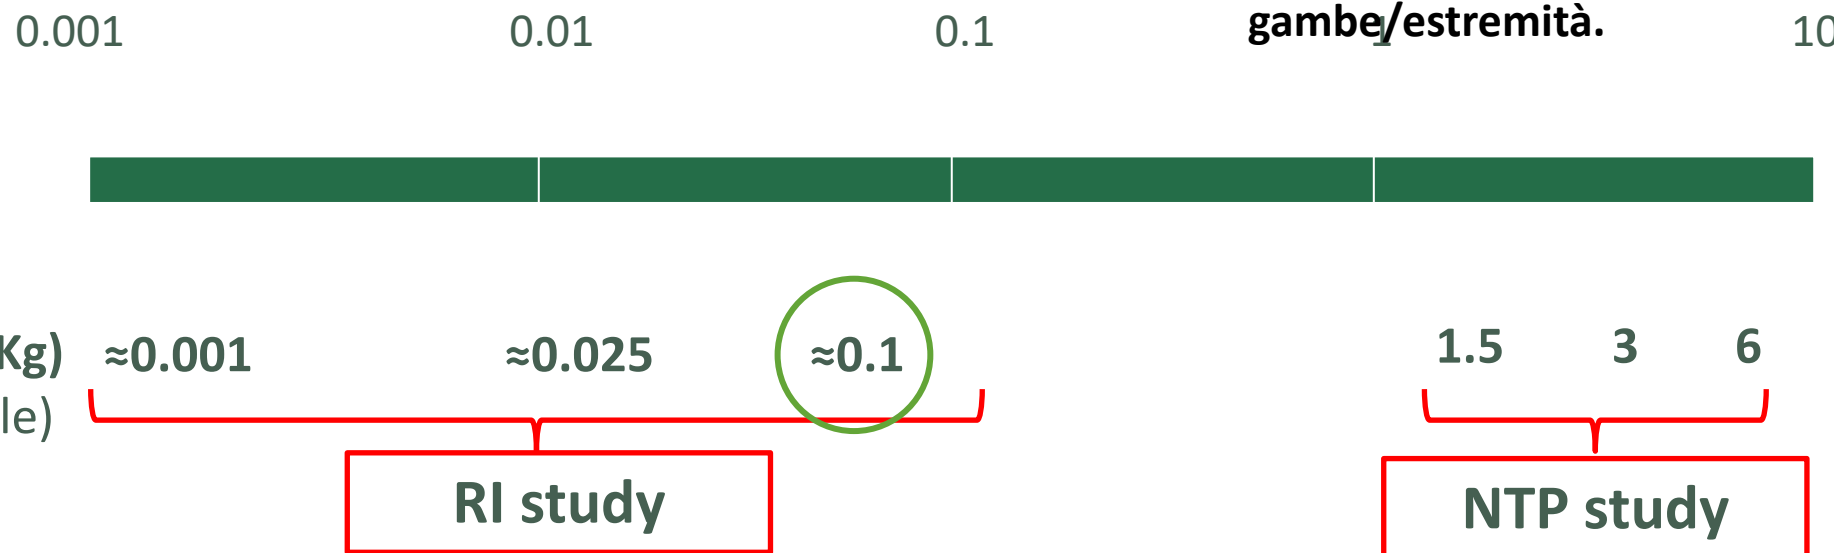 gambe/estremità.
0.001 0.01 0.1 1 10
Kg) ≈0.001 ≈0.025 ≈0.1 1.5 3 6
le)
RI study NTP study